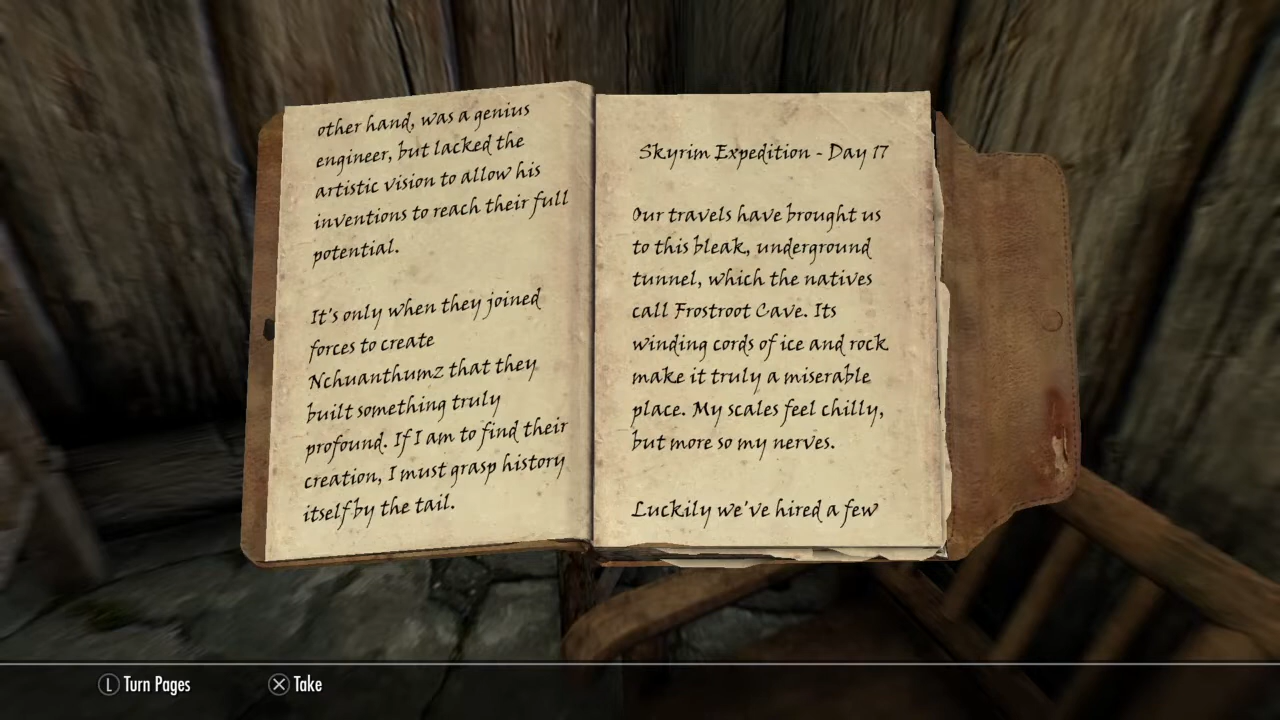 other hand, was a genius
engineer, but lacked the
artistic vision to allow his
inventions to reach their full
potential.
It's only when they joined
forces to create
Nchuanthumz that they
built something truly
profound. If I am to find their
creation, I must grasp history
itself by the tail.
Skyrim Expedition - Day 17
Our travels have brought us
to this bleak, underground
tunnel, which the natives
call Frostroot Cave. Its
winding cords of ice and rock
make it truly a miserable
place. My scales feel chilly,
but more so my nerves.
Luckily we've hired a few
L Turn Pages
X Take